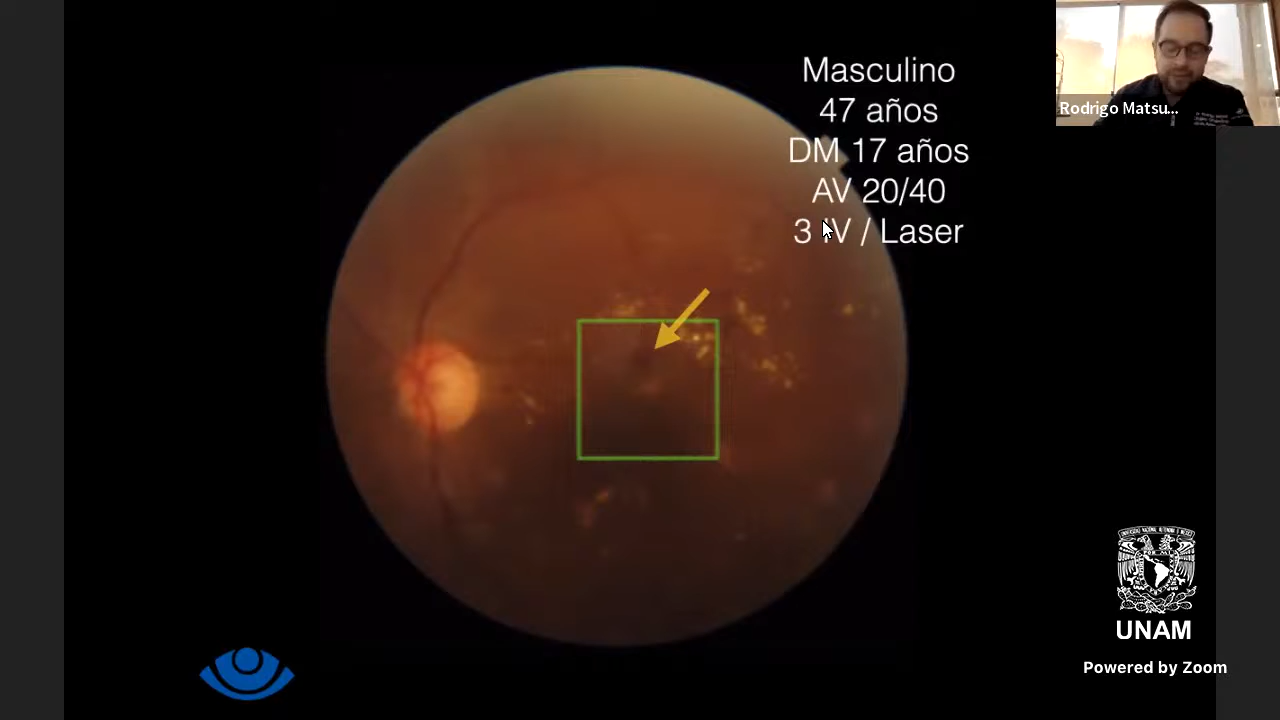 Masculino
47 años
DM 17 años
AV 20/40
3 IV / Laser
Rodrigo Matsu...
UNAM
Powered by Zoom